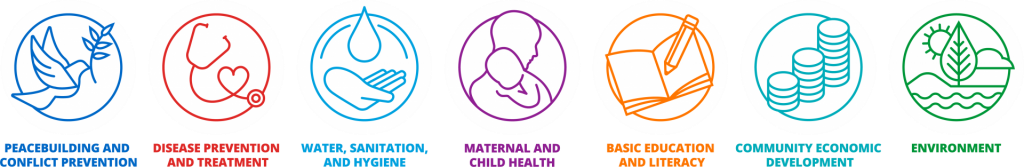 PEACEBUILDING AND
CONFLICT PREVENTION
DISEASE PREVENTION
AND TREATMENT
WATER, SANITATION,
AND HYGIENE
MATERNAL AND
CHILD HEALTH
BASIC EDUCATION
AND LITERACY
COMMUNITY ECONOMIC
DEVELOPMENT
ENVIRONMENT